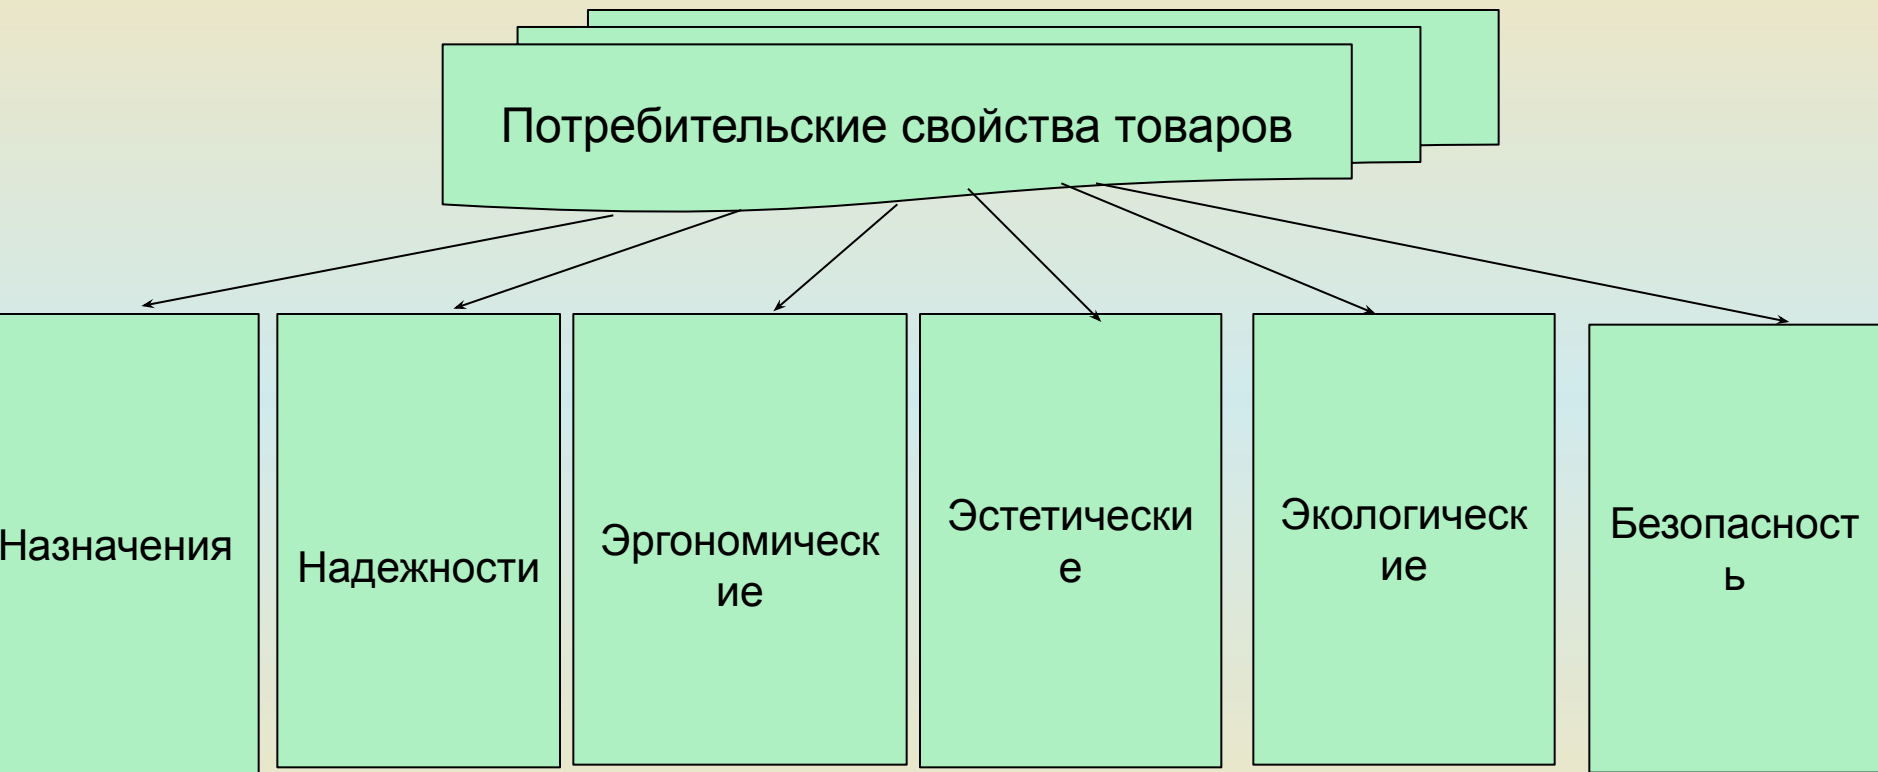 Потребительские свойства товаров
Назначения
Надежности
Эргономическ
ие
Эстетически
е
Экологическ
ие
Безопасност
ь